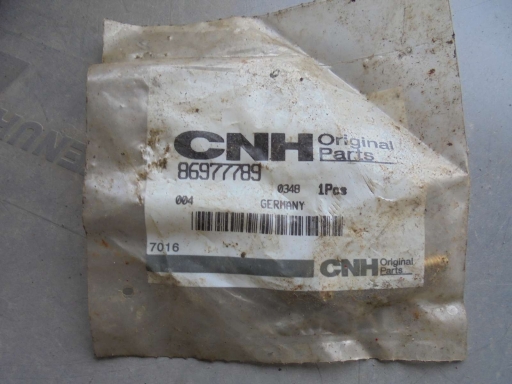 CNH Original Parts
86977789
0348 1Pcs
004 GERMANY
7016
CNH Original Parts